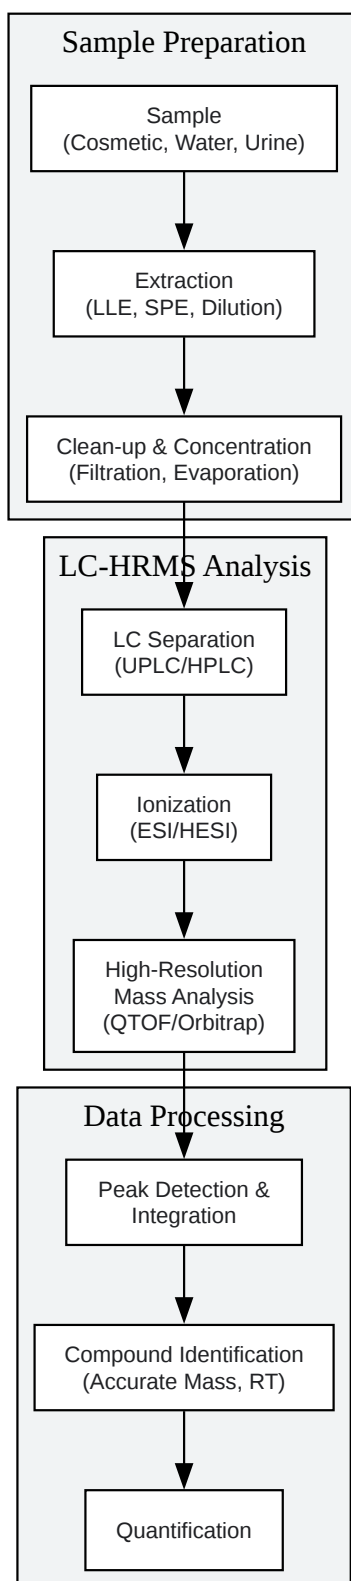 Sample Preparation
Sample
(Cosmetic, Water, Urine)
Extraction
(LLE, SPE, Dilution)
Clean-up & Concentration
(Filtration, Evaporation)
LC-HRMS Analysis
LC Separation
(UPLC/HPLC)
Ionization
(ESI/HESI)
High-Resolution
Mass Analysis
(QTOF/Orbitrap)
Data Processing
Peak Detection &
Integration
Compound Identification
(Accurate Mass, RT)
Quantification